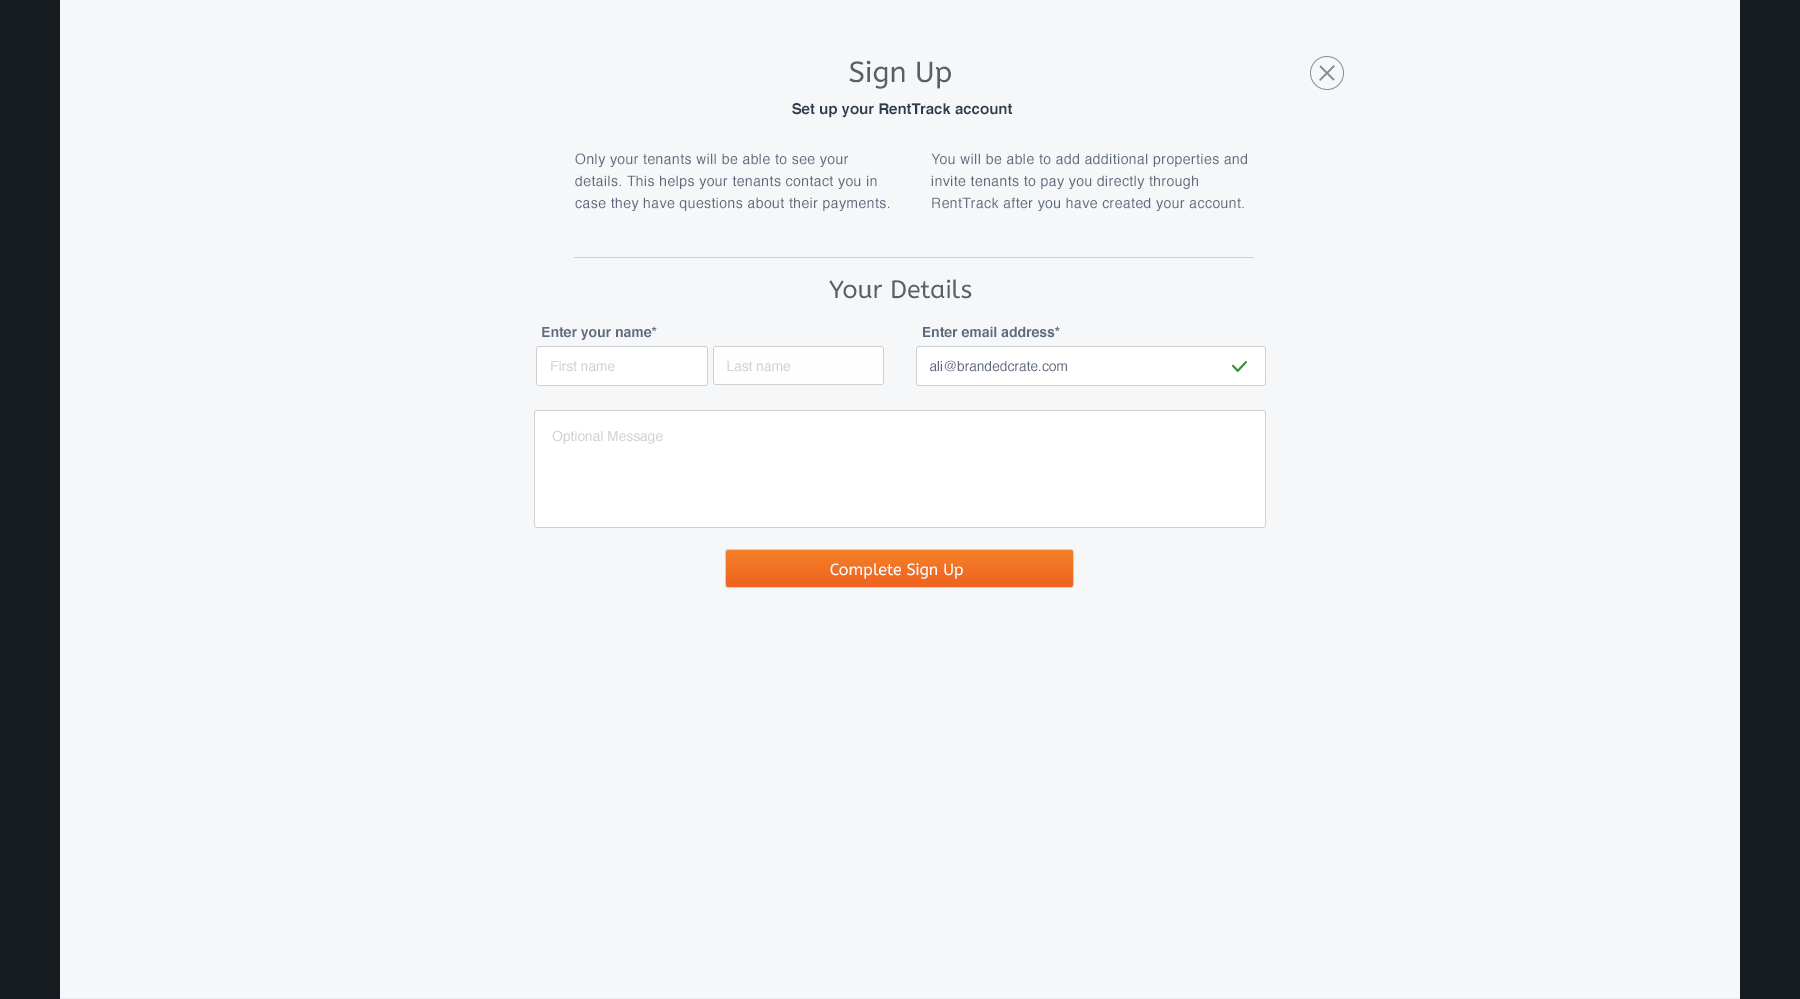 Sign Up
Set up your RentTrack account
Only your tenants will be able to see your
details. This helps your tenants contact you in
case they have questions about their payments.
You will be able to add additional properties and
invite tenants to pay you directly through
RentTrack after you have created your account.
Your Details
Enter your name*
First name
Last name
Enter email address*
ali@brandedcrate.com
Optional Message
Complete Sign Up